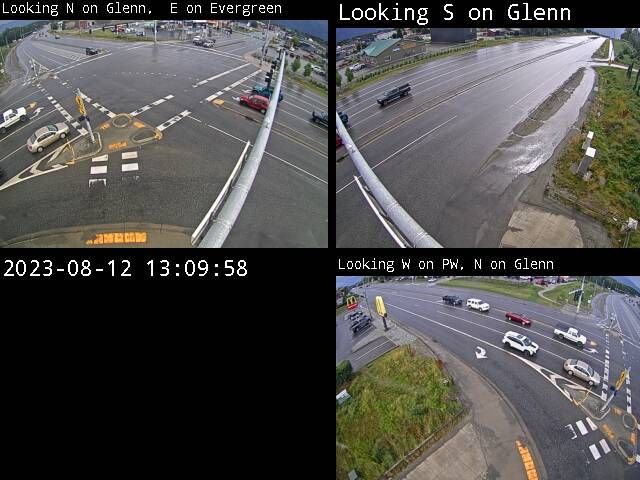 Looking N on Glenn, E on Evergreen
Looking S on Glenn
2023-08-12 13:09:58
Looking W on PW, N on Glenn